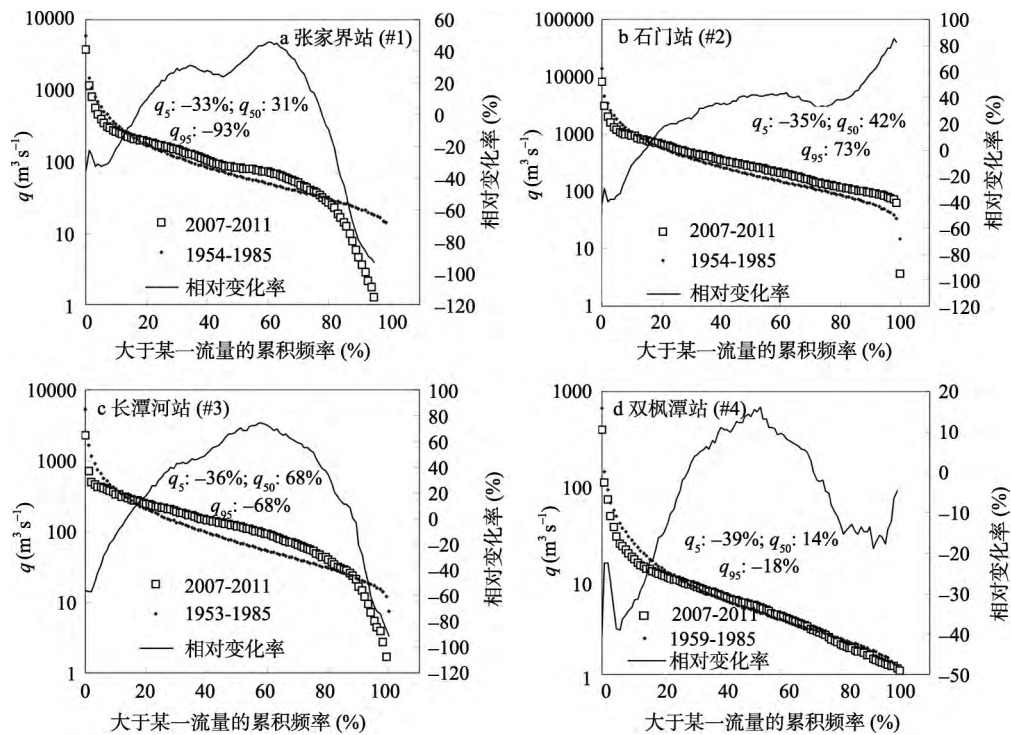 a 张家界站 (#1)
10000
1000
100
10
1
q (m³ s⁻¹)
60
40
20
0
−20
−40
−60
−80
−100
−120
相对变化率 (%)
q₅: −33%; q₅₀: 31%
q₉₅: −93%
2007-2011
1954-1985
相对变化率
0 20 40 60 80 100
大于某一流量的累积频率 (%)
b 石门站 (#2)
100000
10000
1000
100
10
1
q (m³ s⁻¹)
100
80
60
40
20
0
−20
−40
−60
−80
−100
−120
相对变化率 (%)
q₅: −35%; q₅₀: 42%
q₉₅: 73%
2007-2011
1954-1985
相对变化率
0 20 40 60 80 100
大于某一流量的累积频率 (%)
c 长潭河站 (#3)
10000
1000
100
10
1
q (m³ s⁻¹)
100
80
60
40
20
0
−20
−40
−60
−80
−100
−120
相对变化率 (%)
q₅: −36%; q₅₀: 68%
q₉₅: −68%
2007-2011
1953-1985
相对变化率
0 20 40 60 80 100
大于某一流量的累积频率 (%)
d 双枫潭站 (#4)
1000
100
10
1
q (m³ s⁻¹)
20
10
0
−10
−20
−30
−40
−50
相对变化率 (%)
q₅: −39%; q₅₀: 14%
q₉₅: −18%
2007-2011
1959-1985
相对变化率
0 20 40 60 80 100
大于某一流量的累积频率 (%)